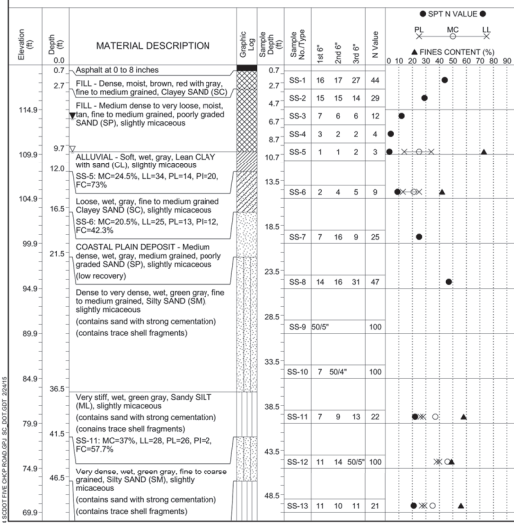 ● SPT N VALUE ●
PL MC LL
▲ FINES CONTENT (%)
0 10 20 30 40 50 60 70 80 90
Elevation (ft)
Depth (ft)
MATERIAL DESCRIPTION
Graphic Log
Sample Depth (ft)
Sample No./Type
1st 6"
2nd 6"
3rd 6"
N Value
0.0
0.7 Asphalt at 0 to 8 inches 0.7
SS-1 16 17 27 44
2.7 FILL - Dense, moist, brown, red with gray, 2.7
fine to medium grained, Clayey SAND (SC)
SS-2 15 15 14 29
FILL - Medium dense to very loose, moist,
114.9 tan, fine to medium grained, poorly graded 4.7
SAND (SP), slightly micaceous
SS-3 7 6 6 12
6.7
SS-4 3 2 2 4
8.7
9.7
SS-5 1 1 2 3
109.9 ALLUVIAL - Soft, wet, gray, Lean CLAY 10.7
12.0 with sand (CL), slightly micaceous
SS-5: MC=24.5%, LL=34, PL=14, PI=20,
FC=73%
13.5
SS-6 2 4 5 9
104.9 Loose, wet, gray, fine to medium grained
16.5 Clayey SAND (SC), slightly micaceous
SS-6: MC=20.5%, LL=25, PL=13, PI=12,
FC=42.3%
18.5
SS-7 7 16 9 25
99.9 COASTAL PLAIN DEPOSIT - Medium
21.5 dense, wet, gray, medium grained, poorly
graded SAND (SP), slightly micaceous
(low recovery)
23.5
SS-8 14 16 31 47
94.9 Dense to very dense, wet, green gray, fine
to medium grained, Silty SAND (SM),
slightly micaceous
(contains sand with strong cementation)
28.5
89.9 (contains trace shell fragments)
SS-9 50/5" 100
33.5
SS-10 7 50/4" 100
84.9
36.5
Very stiff, wet, green gray, Sandy SILT
(ML), slightly micaceous
38.5
(contains sand with strong cementation)
SS-11 7 9 13 22
79.9 (conains trace shell fragments)
41.5
SS-11: MC=37%, LL=28, PL=26, PI=2,
FC=57.7%
43.5
SS-12 11 14 50/5" 100
74.9 Very dense, wet, green gray, fine to coarse
46.5 grained, Silty SAND (SM), slightly
micaceous
(contains sand with strong cementation)
48.5
SS-13 11 10 11 21
69.9 (contains trace shell fragments)
SCDOT FIVE CHOP ROAD.GPJ SC_DOT.GDT 2/24/15